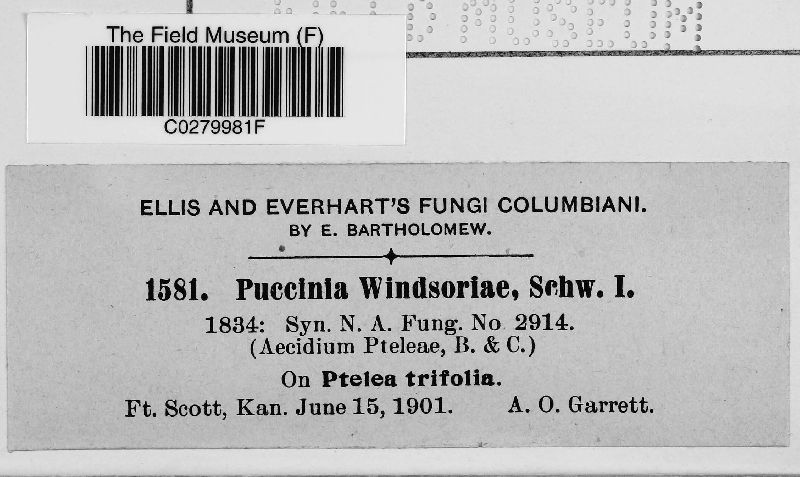 MUSEUM
The Field Museum (F)
C0279981F
ELLIS AND EVERHART'S FUNGI COLUMBIANI.
BY E. BARTHOLOMEW.
1581. Puccinia Windsoriae, Schw. I.
1834: Syn. N. A. Fung. No 2914.
(Aecidium Pteleae, B. & C.)
On Ptelea trifolia.
Ft. Scott, Kan. June 15, 1901. A. O. Garrett.